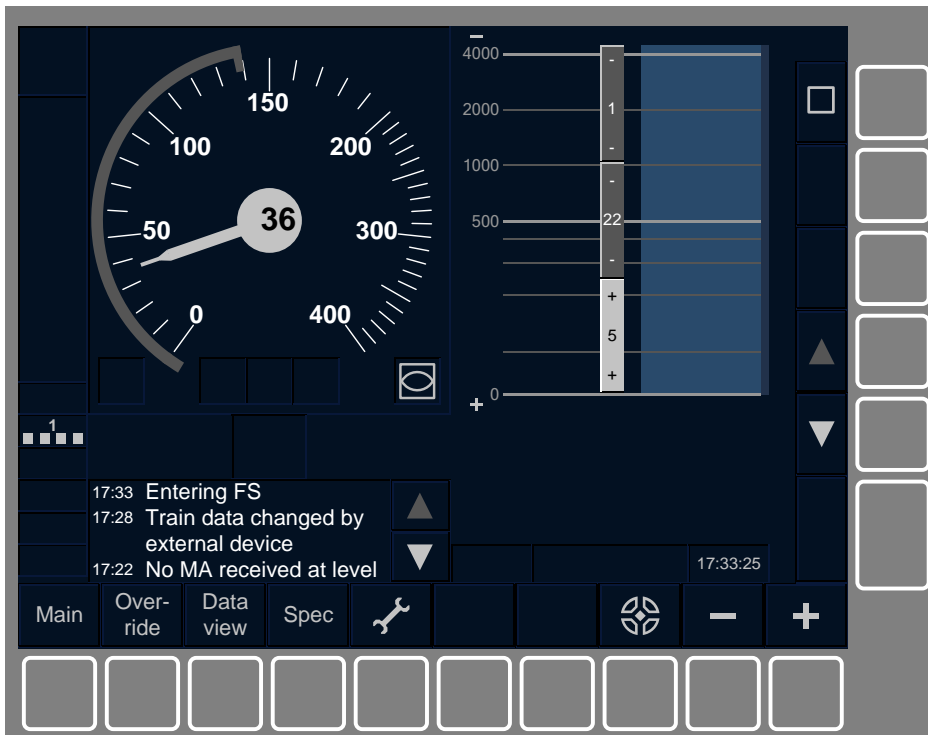 4000
2000
1000
500
0
-
1
-
-
22
-
+
5
+
150
100
200
50
36
300
0
400
1
17:33 Entering FS
17:28 Train data changed by
external device
17:22 No MA received at level
17:33:25
Main
Over-
ride
Data
view
Spec